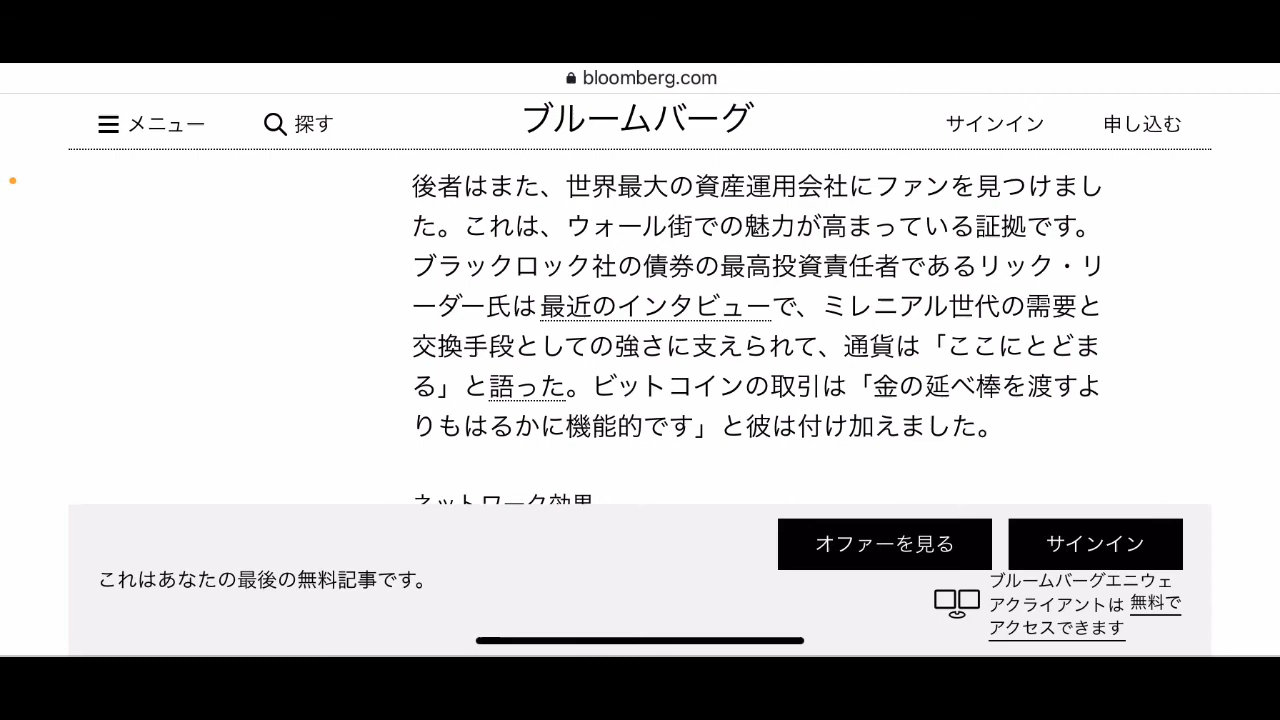 bloomberg.com
メニュー
探す
ブルームバーグ
サインイン
申し込む
後者はまた、世界最大の資産運用会社にファンを見つけまし
た。これは、ウォール街での魅力が高まっている証拠です。
ブラックロック社の債券の最高投資責任者であるリック・リ
ーダー氏は最近のインタビューで、ミレニアル世代の需要と
交換手段としての強さに支えられて、通貨は「ここにとどま
る」と語った。ビットコインの取引は「金の延べ棒を渡すよ
りもはるかに機能的です」と彼は付け加えました。
ネットワーク効果
オファーを見る
サインイン
これはあなたの最後の無料記事です。
ブルームバーグエニウェ
アクライアントは 無料で
アクセスできます